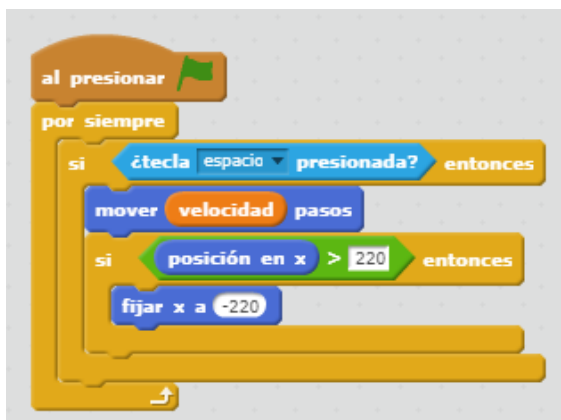 al presionar
por siempre
si ¿tecla espacio presionada? entonces
mover velocidad pasos
si posición en x > 220 entonces
fijar x a -220